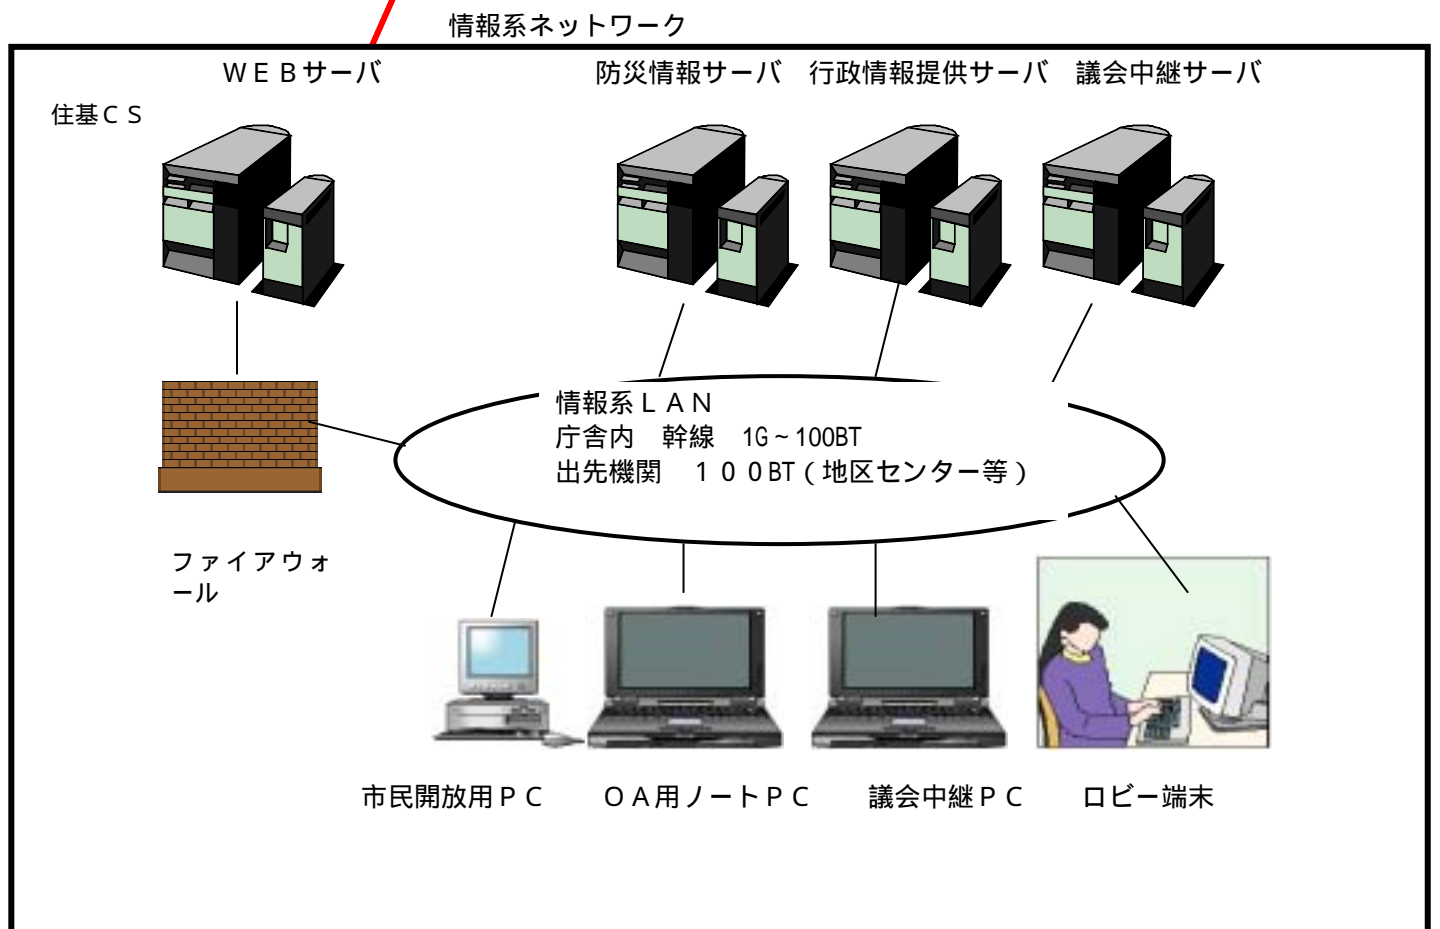 情報系ネットワーク
WEBサーバ
防災情報サーバ 行政情報提供サーバ 議会中継サーバ
住基CS
情報系LAN
庁舎内 幹線 1G~100BT
出先機関 100BT(地区センター等)
ファイアウォ
ール
市民開放用PC OA用ノートPC 議会中継PC ロビー端末